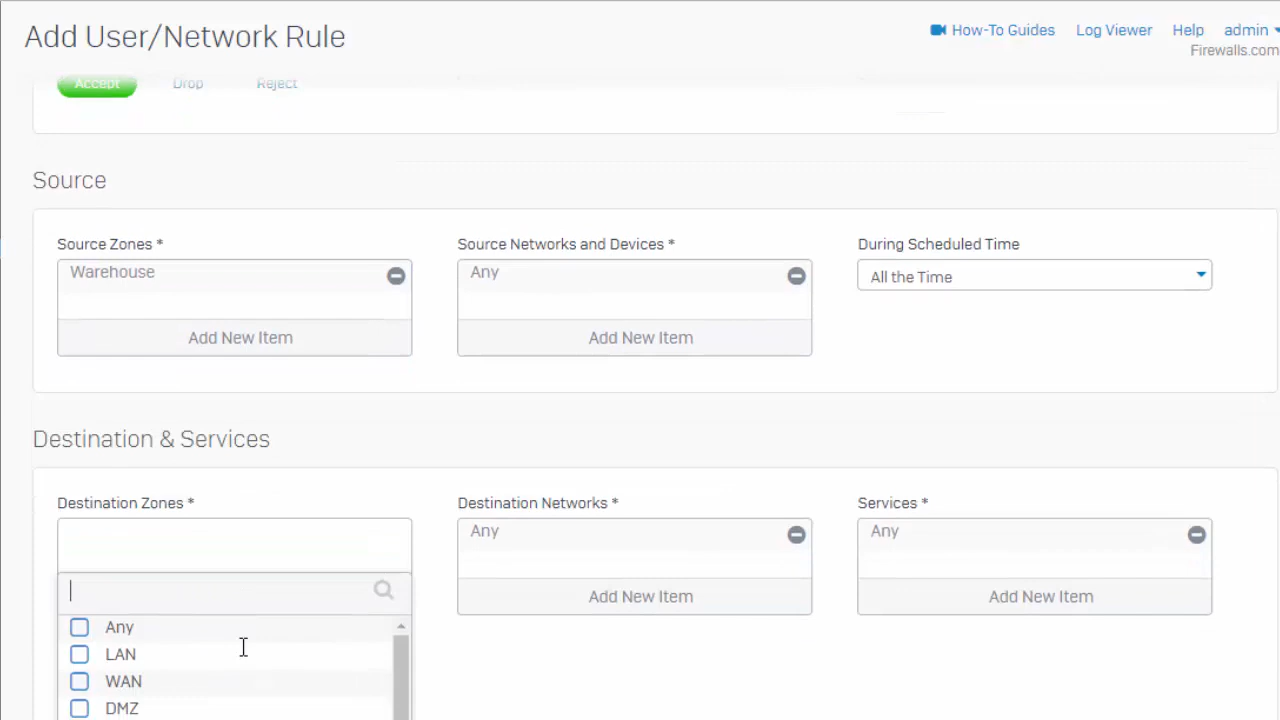 Add User/Network Rule
How-To Guides Log Viewer Help admin
Firewalls.com
Accept Drop Reject
Source
Source Zones * Source Networks and Devices * During Scheduled Time
Warehouse Any All the Time
Add New Item Add New Item
Destination & Services
Destination Zones * Destination Networks * Services *
Any Any
Add New Item Add New Item
Any
LAN
WAN
DMZ